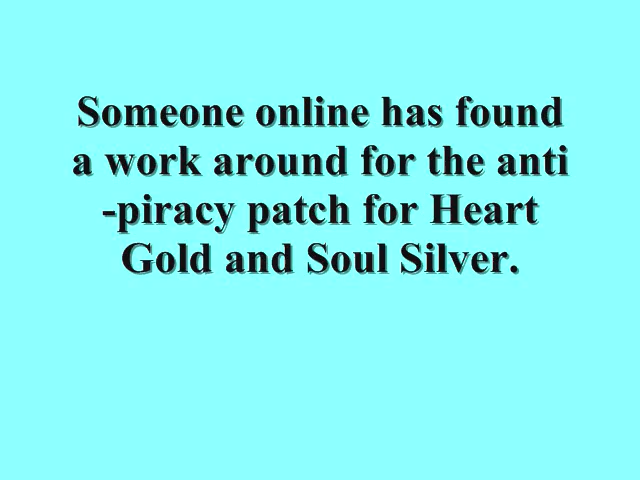 Someone online has found
a work around for the anti
-piracy patch for Heart
Gold and Soul Silver.